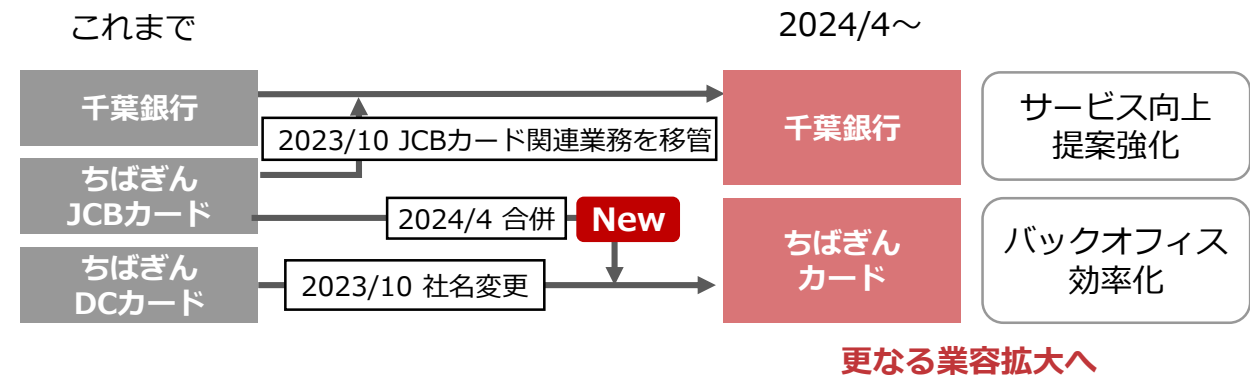 これまで
2024/4～
千葉銀行
2023/10 JCBカード関連業務を移管
千葉銀行
サービス向上
提案強化
ちばぎん
JCBカード
2024/4 合併
New
ちばぎん
カード
バックオフィス
効率化
ちばぎん
DCカード
2023/10 社名変更
更なる業容拡大へ